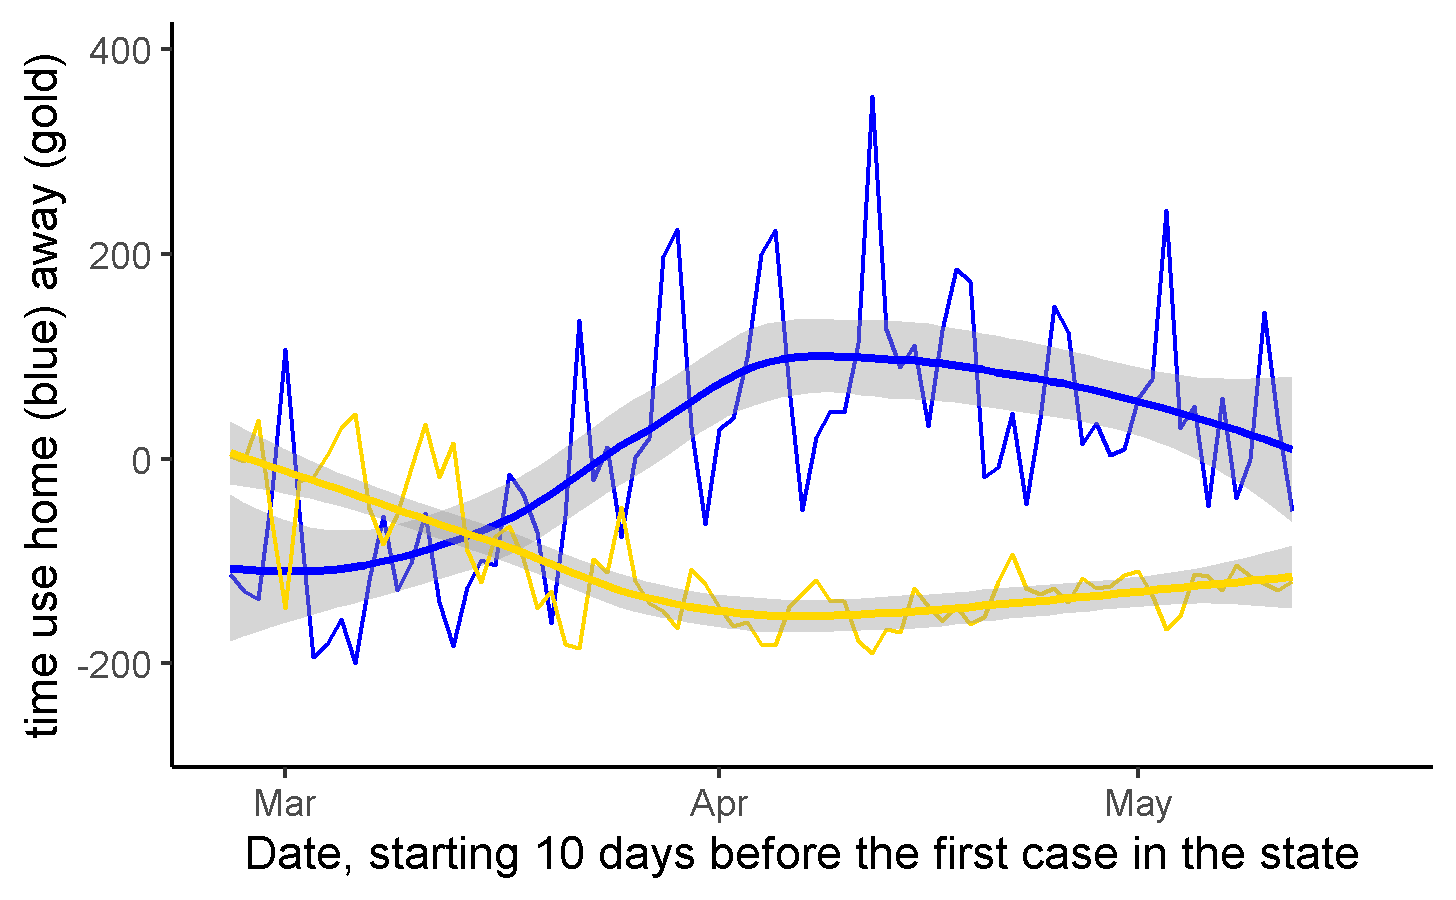 time use home (blue) away (gold)
400
200
0
-200
Mar Apr May
Date, starting 10 days before the first case in the state